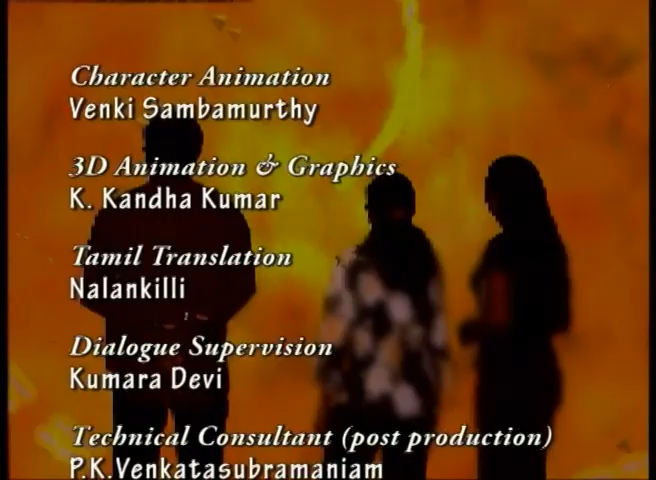 Character Animation
Venki Sambamurthy
3D Animation & Graphics
K. Kandha Kumar
Tamil Translation
Nalankilli
Dialogue Supervision
Kumara Devi
Technical Consultant (post production)
P.K.Venkatasubramaniam